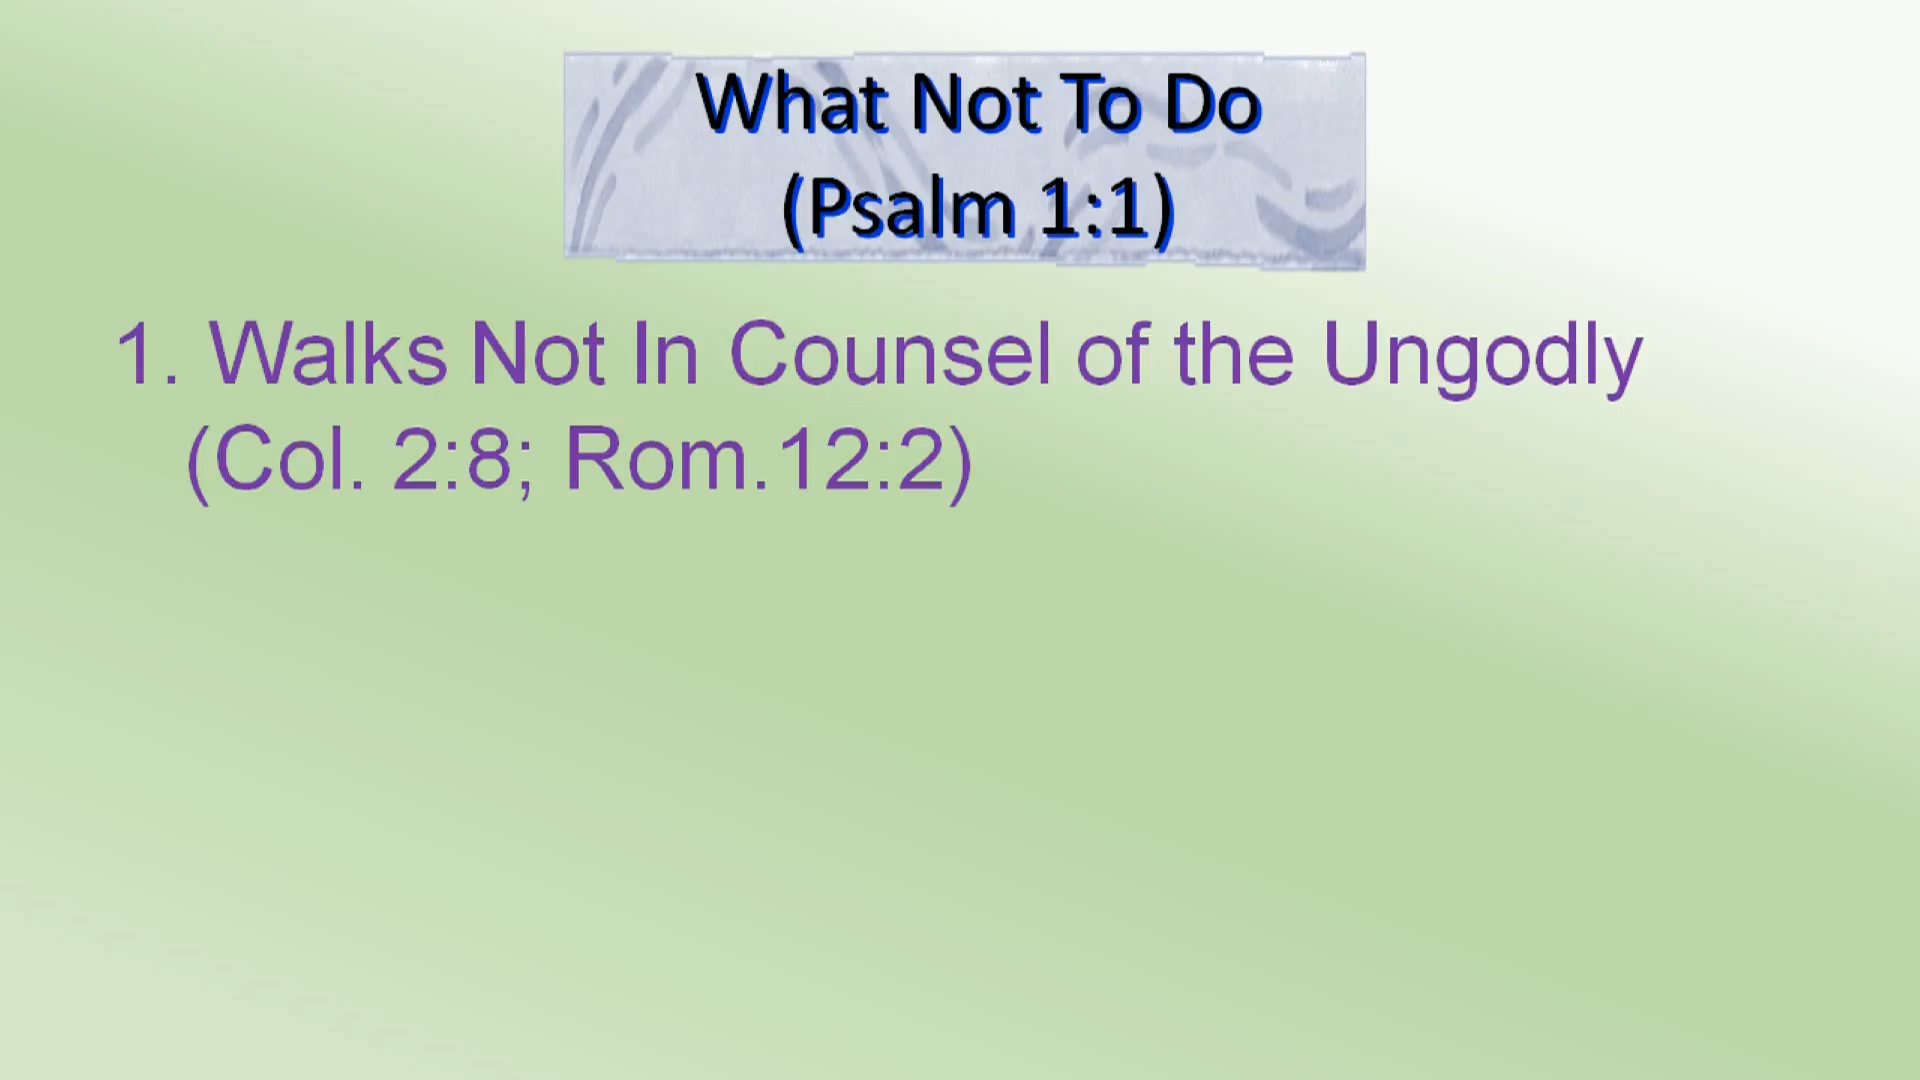 What Not To Do
(Psalm 1:1)
1. Walks Not In Counsel of the Ungodly
(Col. 2:8; Rom.12:2)